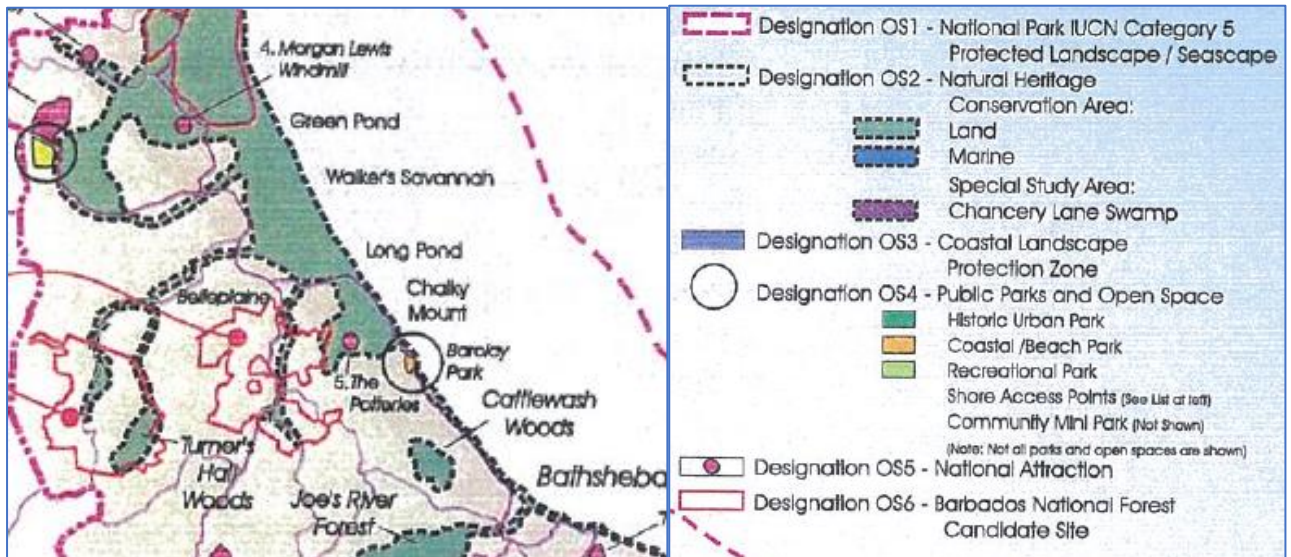 4. Morgan Lewis
Windmill
Green Pond
Walker's Savannah
Long Pond
Chalky
Mount
Belleplaine
Barclay
Park
5. The
Potteries
Cattlewash
Woods
Turner's
Hall
Woods
Joe's River
Forest
Bathsheba
Designation OS1 - National Park IUCN Category 5
Protected Landscape / Seascape
Designation OS2 - Natural Heritage
Conservation Area:
Land
Marine
Special Study Area:
Chancery Lane Swamp
Designation OS3 - Coastal Landscape
Protection Zone
Designation OS4 - Public Parks and Open Space
Historic Urban Park
Coastal /Beach Park
Recreational Park
Shore Access Points (See List at left)
Community Mini Park (Not Shown)
(Note: Not all parks and open spaces are shown)
Designation OS5 - National Attraction
Designation OS6 - Barbados National Forest
Candidate Site